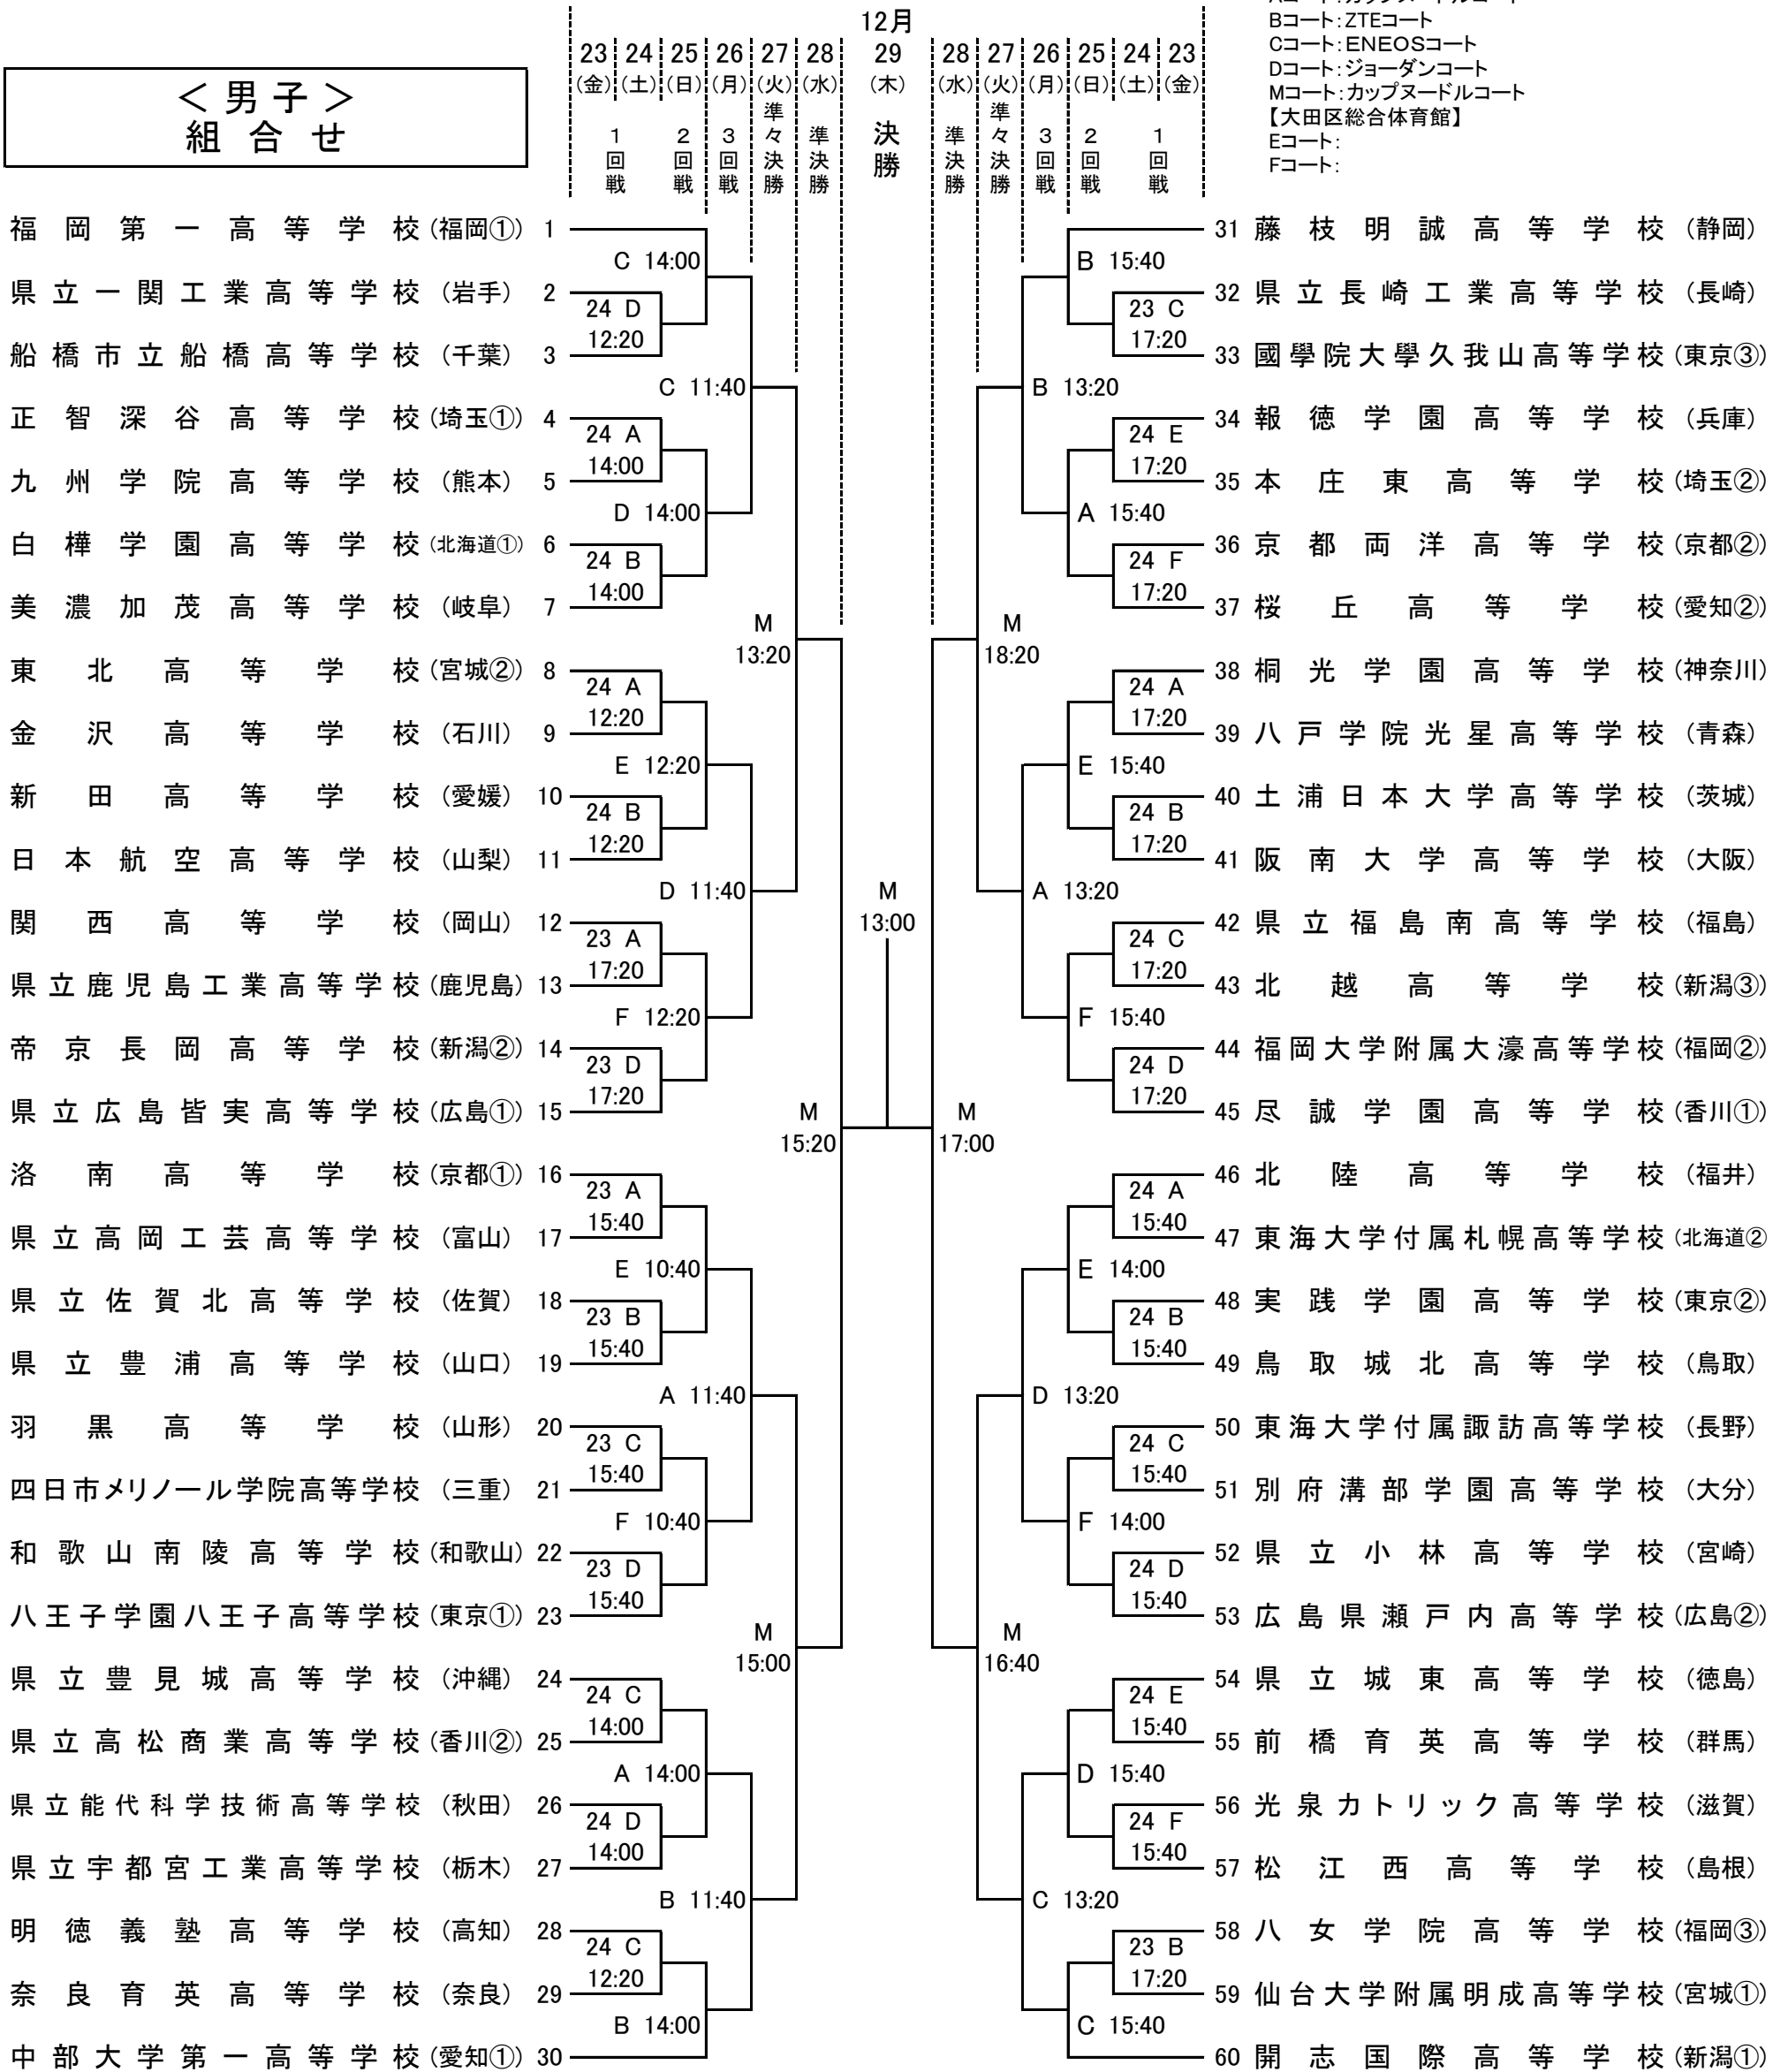 Aコート：カップヌードルコート
Bコート：ZTEコート
Cコート：ENEOSコート
Dコート：ジョーダンコート
Mコート：カップヌードルコート
【大田区総合体育館】
Eコート：
Fコート：
＜男子＞
組合せ
12月
23 24 25 26 27 28 29 28 27 26 25 24 23
(金) (土) (日) (月) (火) (水) (木) (水) (火) (月) (日) (土) (金)
1回戦 2回戦 3回戦 準々決勝 準決勝 決勝 準決勝 準々決勝 3回戦 2回戦 1回戦
福岡第一高等学校 (福岡①) 1
C 14:00
県立一関工業高等学校 (岩手) 2
24 D
12:20
船橋市立船橋高等学校 (千葉) 3
C 11:40
正智深谷高等学校 (埼玉①) 4
24 A
14:00
九州学院高等学校 (熊本) 5
D 14:00
白樺学園高等学校 (北海道①) 6
24 B
14:00
美濃加茂高等学校 (岐阜) 7
M
13:20
東北高等学校 (宮城②) 8
24 A
12:20
金沢高等学校 (石川) 9
E 12:20
新田高等学校 (愛媛) 10
24 B
12:20
日本航空高等学校 (山梨) 11
D 11:40
関西高等学校 (岡山) 12
23 A
17:20
県立鹿児島工業高等学校 (鹿児島) 13
F 12:20
帝京長岡高等学校 (新潟②) 14
23 D
17:20
県立広島皆実高等学校 (広島①) 15
M
15:20
洛南高等学校 (京都①) 16
23 A
15:40
県立高岡工芸高等学校 (富山) 17
E 10:40
県立佐賀北高等学校 (佐賀) 18
23 B
15:40
県立豊浦高等学校 (山口) 19
A 11:40
羽黒高等学校 (山形) 20
23 C
15:40
四日市メリノール学院高等学校 (三重) 21
F 10:40
和歌山南陵高等学校 (和歌山) 22
23 D
15:40
八王子学園八王子高等学校 (東京①) 23
M
15:00
県立豊見城高等学校 (沖縄) 24
24 C
14:00
県立高松商業高等学校 (香川②) 25
A 14:00
県立能代科学技術高等学校 (秋田) 26
24 D
14:00
県立宇都宮工業高等学校 (栃木) 27
B 11:40
明徳義塾高等学校 (高知) 28
24 C
12:20
奈良育英高等学校 (奈良) 29
B 14:00
中部大学第一高等学校 (愛知①) 30
M
13:00
31 藤枝明誠高等学校 (静岡)
B 15:40
32 県立長崎工業高等学校 (長崎)
23 C
17:20
33 國學院大學久我山高等学校 (東京③)
B 13:20
34 報徳学園高等学校 (兵庫)
24 E
17:20
35 本庄東高等学校 (埼玉②)
A 15:40
36 京都両洋高等学校 (京都②)
24 F
17:20
37 桜丘高等学校 (愛知②)
M
18:20
38 桐光学園高等学校 (神奈川)
24 A
17:20
39 八戸学院光星高等学校 (青森)
E 15:40
40 土浦日本大学高等学校 (茨城)
24 B
17:20
41 阪南大学高等学校 (大阪)
A 13:20
42 県立福島南高等学校 (福島)
24 C
17:20
43 北越高等学校 (新潟③)
F 15:40
44 福岡大学附属大濠高等学校 (福岡②)
24 D
17:20
45 尽誠学園高等学校 (香川①)
M
17:00
46 北陸高等学校 (福井)
24 A
15:40
47 東海大学付属札幌高等学校 (北海道②
E 14:00
48 実践学園高等学校 (東京②)
24 B
15:40
49 鳥取城北高等学校 (鳥取)
D 13:20
50 東海大学付属諏訪高等学校 (長野)
24 C
15:40
51 別府溝部学園高等学校 (大分)
F 14:00
52 県立小林高等学校 (宮崎)
24 D
15:40
53 広島県瀬戸内高等学校 (広島②)
M
16:40
54 県立城東高等学校 (徳島)
24 E
15:40
55 前橋育英高等学校 (群馬)
D 15:40
56 光泉カトリック高等学校 (滋賀)
24 F
15:40
57 松江西高等学校 (島根)
C 13:20
58 八女学院高等学校 (福岡③)
23 B
17:20
59 仙台大学附属明成高等学校 (宮城①)
C 15:40
60 開志国際高等学校 (新潟①)